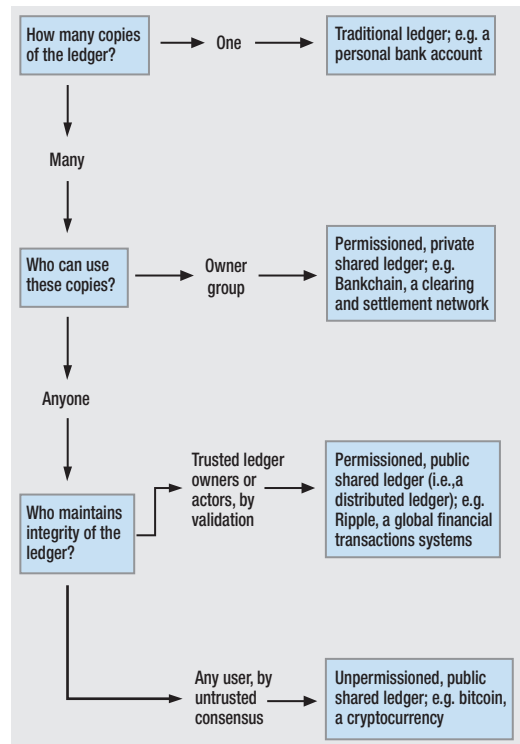 How many copies
of the ledger?
One
Traditional ledger; e.g. a
personal bank account
Many
Who can use
these copies?
Owner
group
Permissioned, private
shared ledger; e.g.
Bankchain, a clearing
and settlement network
Anyone
Who maintains
integrity of the
ledger?
Trusted ledger
owners or
actors, by
validation
Permissioned, public
shared ledger (i.e.,a
distributed ledger); e.g.
Ripple, a global financial
transactions systems
Any user, by
untrusted
consensus
Unpermissioned, public
shared ledger; e.g. bitcoin,
a cryptocurrency